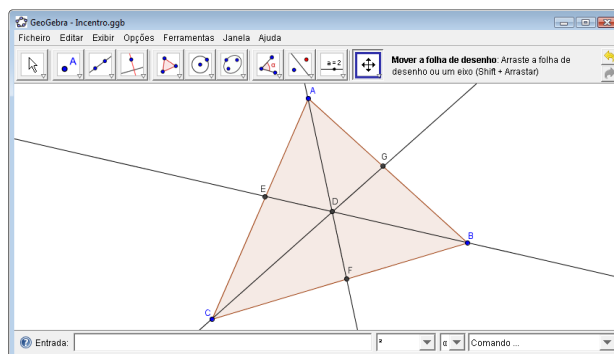 GeoGebra - Incentro.ggb
Ficheiro Editar Exibir Opções Ferramentas Janela Ajuda
A
α
a=2
Mover a folha de desenho: Arraste a folha de
desenho ou um eixo (Shift + Arrastar)
A
G
E
D
B
F
C
Entrada:
²
α
Comando ...